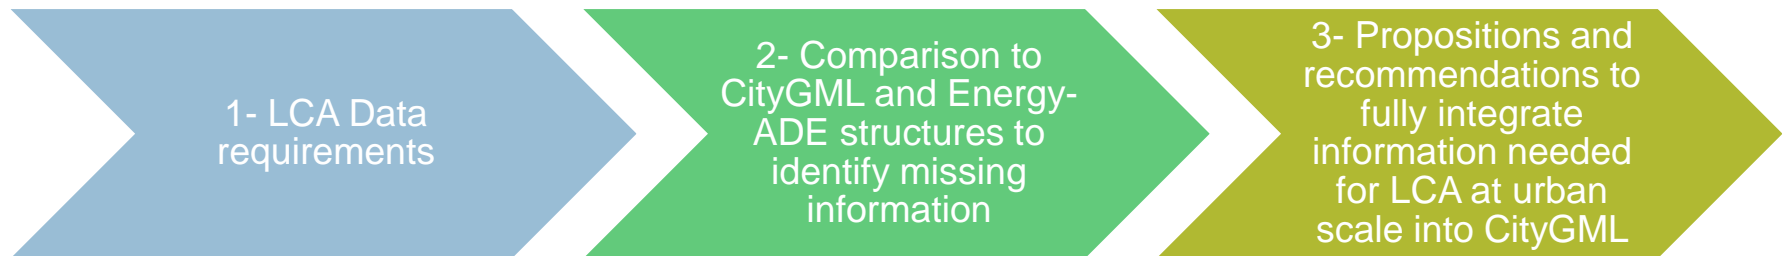 1- LCA Data
requirements
2- Comparison to
CityGML and Energy-
ADE structures to
identify missing
information
3- Propositions and
recommendations to
fully integrate
information needed
for LCA at urban
scale into CityGML